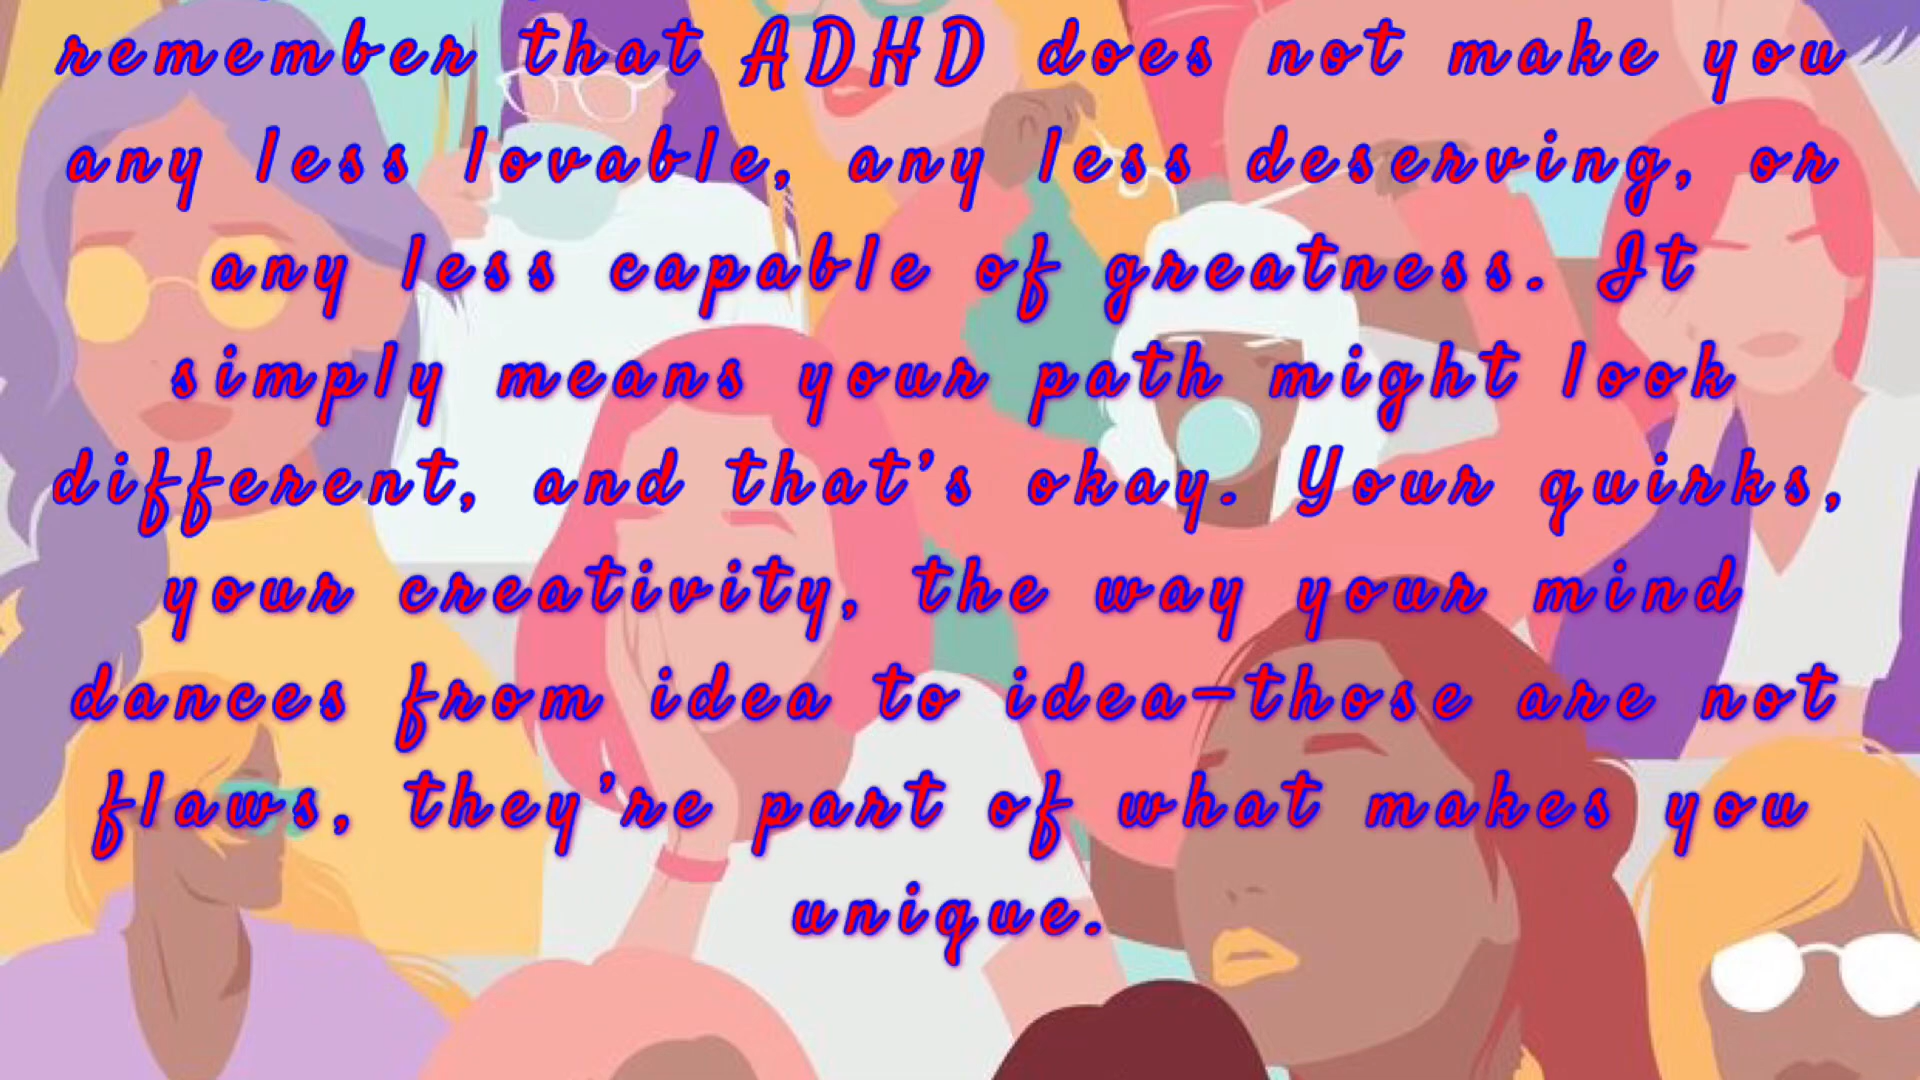 remember that ADHD does not make you
any less lovable, any less deserving, or
any less capable of greatness. It
simply means your path might look
different, and that's okay. Your quirks,
your creativity, the way your mind
dances from idea to idea—those are not
flaws, they're part of what makes you
unique.